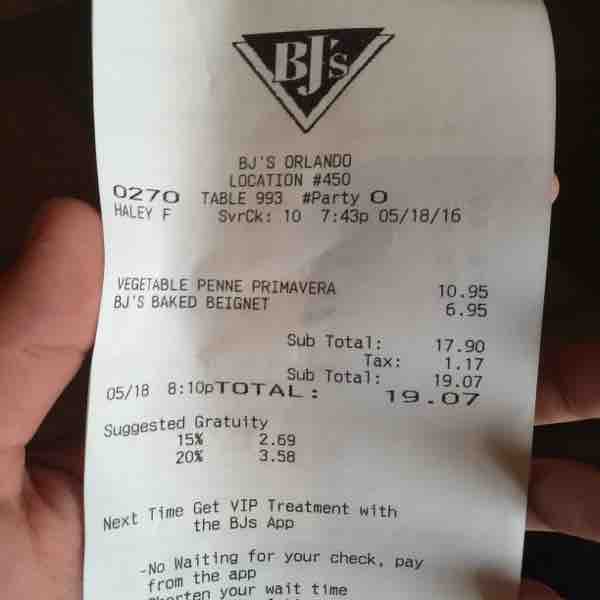 BJ's
BJ'S ORLANDO
LOCATION #450
0270 TABLE 993 #Party 0
HALEY F SvrCk: 10 7:43p 05/18/16
VEGETABLE PENNE PRIMAVERA 10.95
BJ'S BAKED BEIGNET 6.95
Sub Total: 17.90
Tax: 1.17
Sub Total: 19.07
05/18 8:10pTOTAL: 19.07
Suggested Gratuity
15% 2.69
20% 3.58
Next Time Get VIP Treatment with
the BJs App
-No Waiting for your check, pay
from the app
your wait time